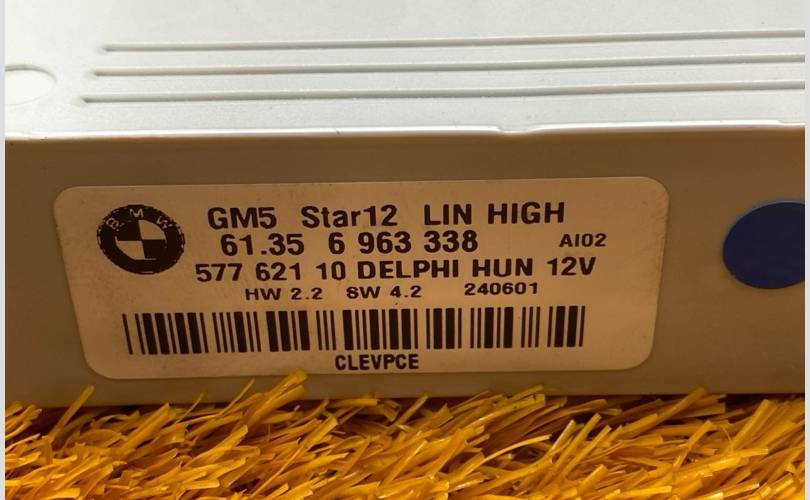 BMW
GM5 Star12 LIN HIGH
61.35 6 963 338 AI02
577 621 10 DELPHI HUN 12V
HW 2.2 SW 4.2 240601
CLEVPCE